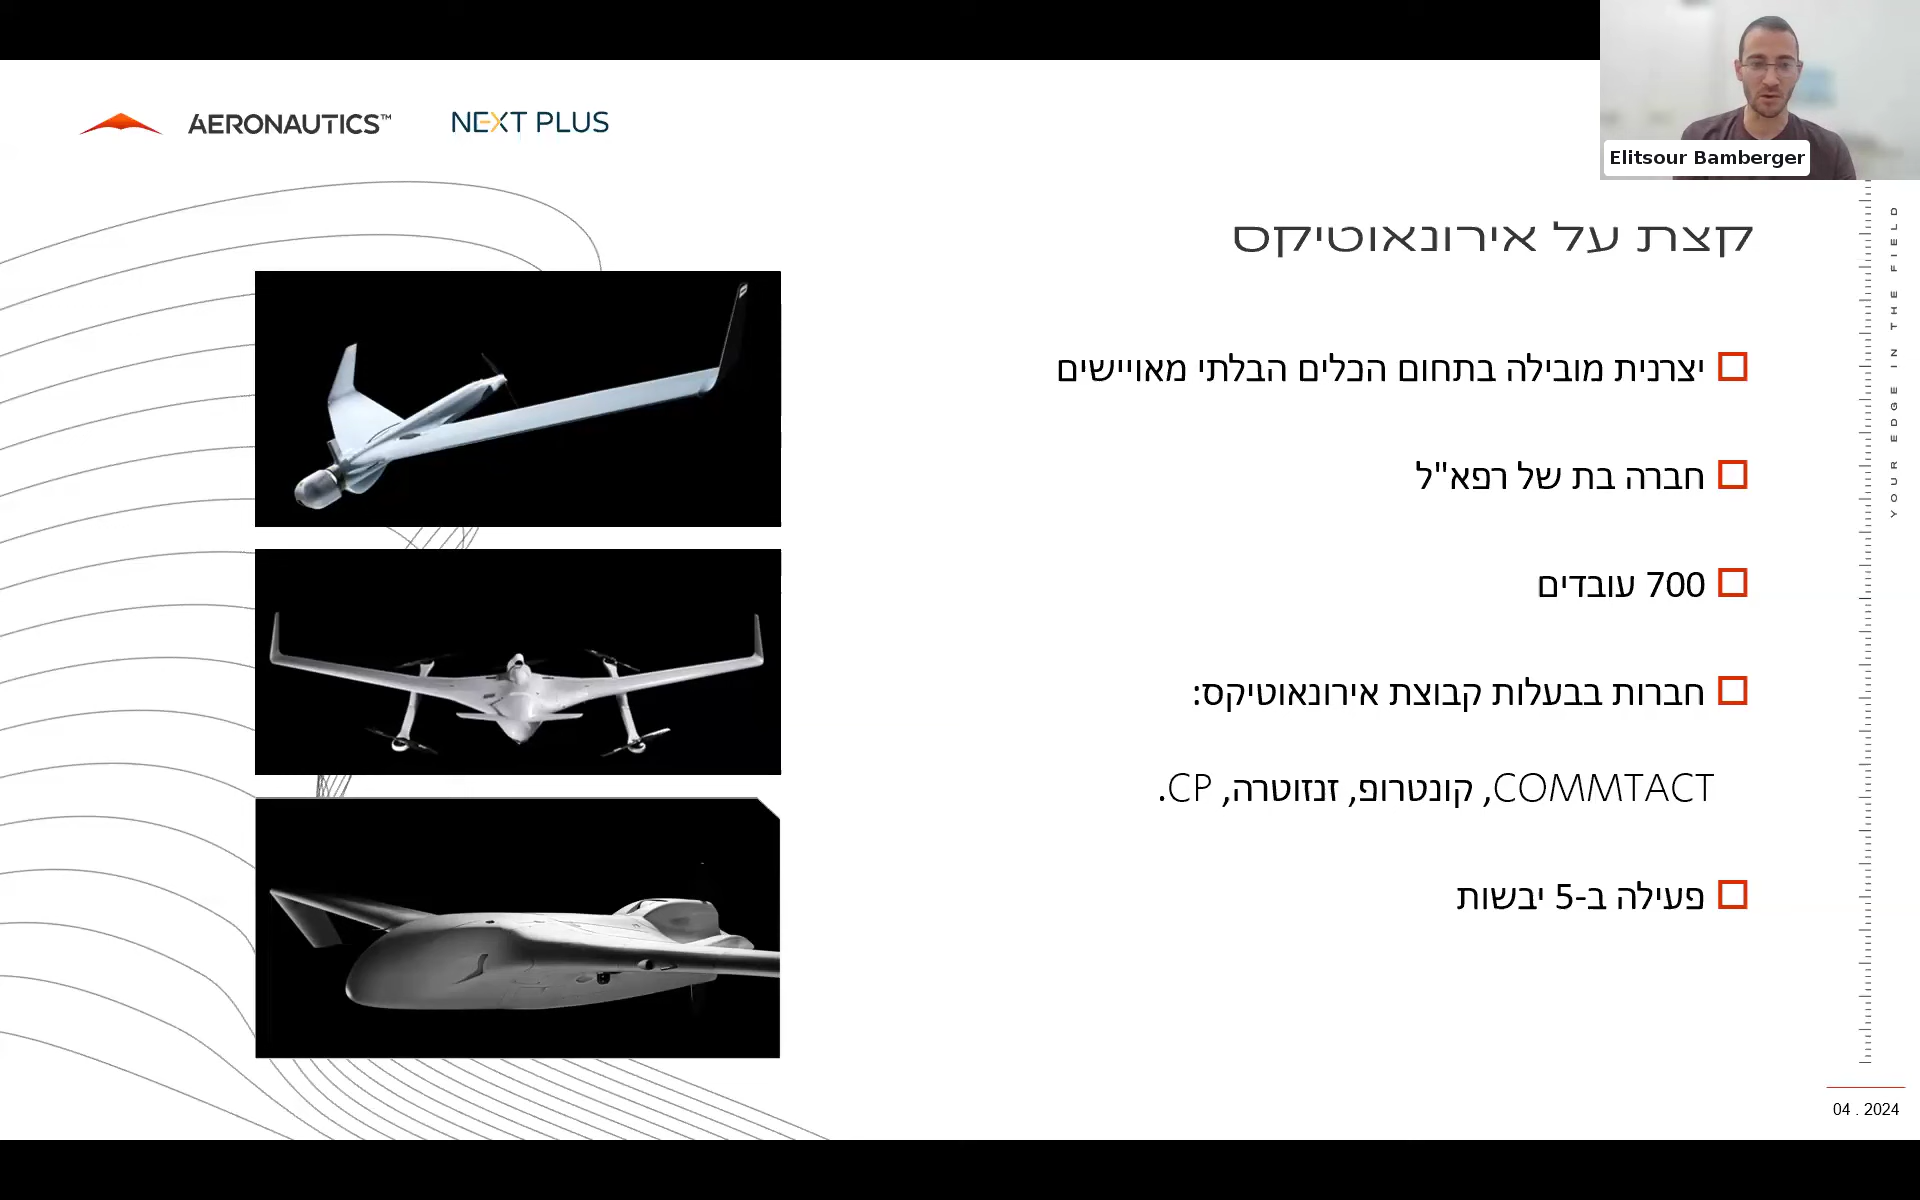 AERONAUTICS™
NEXT PLUS
Elitsour Bamberger
קצת על אירונאוטיקס
יצרנית מובילה בתחום הכלים הבלתי מאויישים
חברה בת של רפא"ל
700 עובדים
חברות בבעלות קבוצת אירונאוטיקס:
COMMTACT, קונטרופ, זנזוטרה, CP.
פעילה ב-5 יבשות
YOUR EDGE IN THE FIELD
04 . 2024